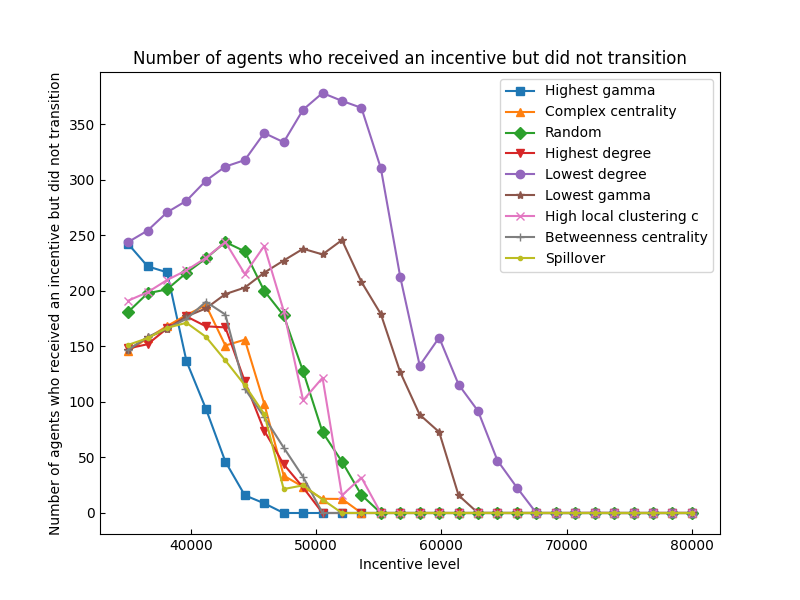 Number of agents who received an incentive but did not transition
Number of agents who received an incentive but did not transition
350
300
250
200
150
100
50
0
Highest gamma
Complex centrality
Random
Highest degree
Lowest degree
Lowest gamma
High local clustering c
Betweenness centrality
Spillover
40000 50000 60000 70000 80000
Incentive level